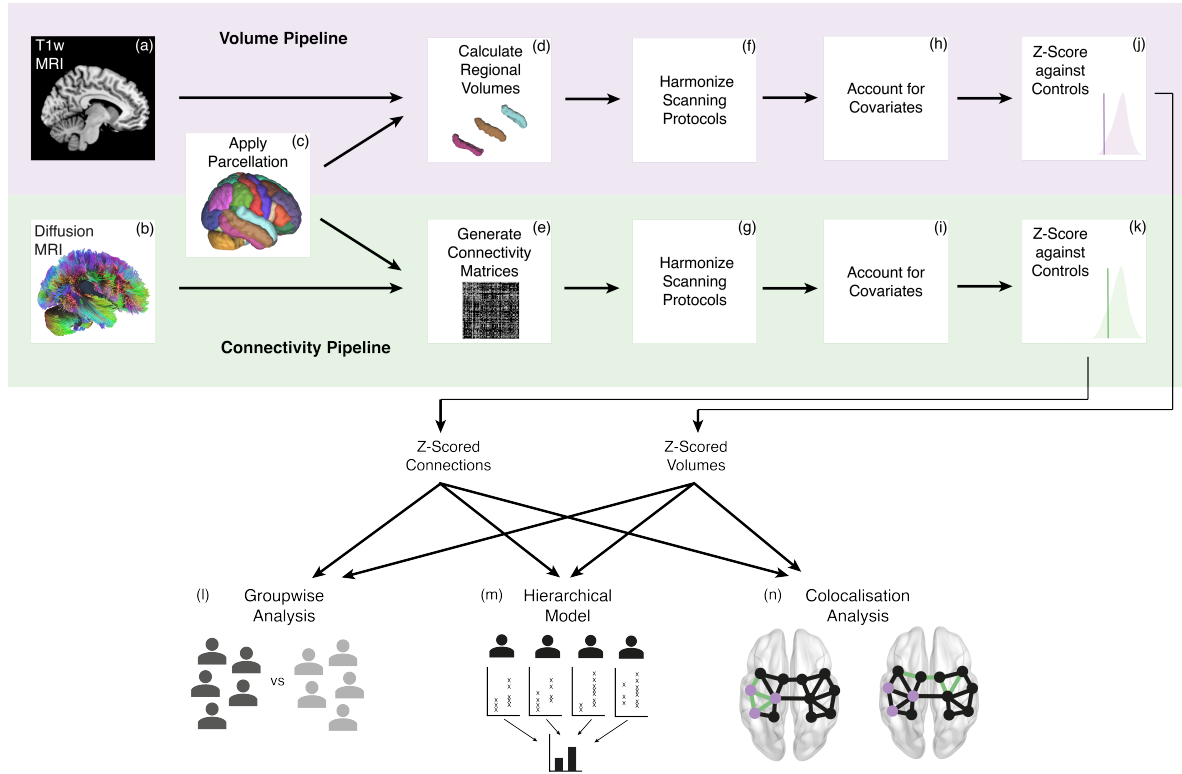 Volume Pipeline
T1w
MRI
(a)
(c)
Apply
Parcellation
(d)
Calculate
Regional
Volumes
(f)
Harmonize
Scanning
Protocols
(h)
Account for
Covariates
(j)
Z-Score
against
Controls
Diffusion
MRI
(b)
(e)
Generate
Connectivity
Matrices
(g)
Harmonize
Scanning
Protocols
(i)
Account for
Covariates
(k)
Z-Score
against
Controls
Connectivity Pipeline
Z-Scored
Connections
Z-Scored
Volumes
(l)
Groupwise
Analysis
vs
(m)
Hierarchical
Model
(n)
Colocalisation
Analysis